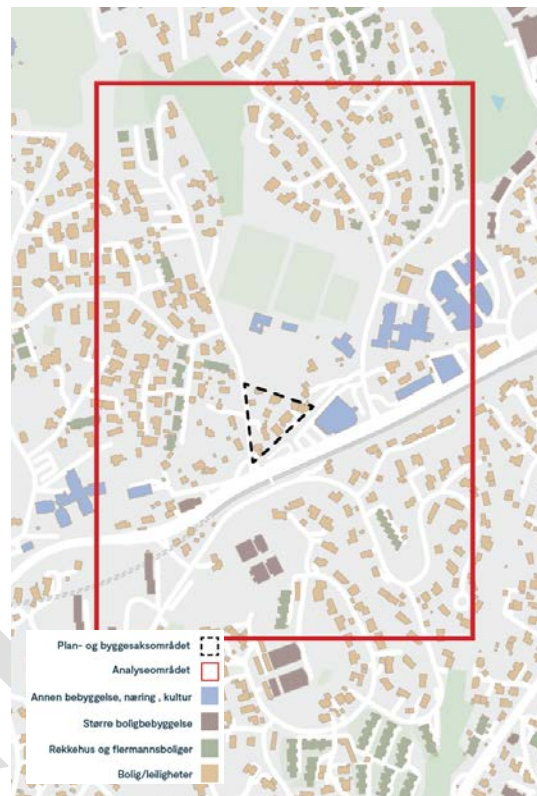 Plan- og byggesaksområdet
Analyseområdet
Annen bebyggelse, næring , kultur
Større boligbebyggelse
Rekkehus og flermannsboliger
Bolig/leiligheter